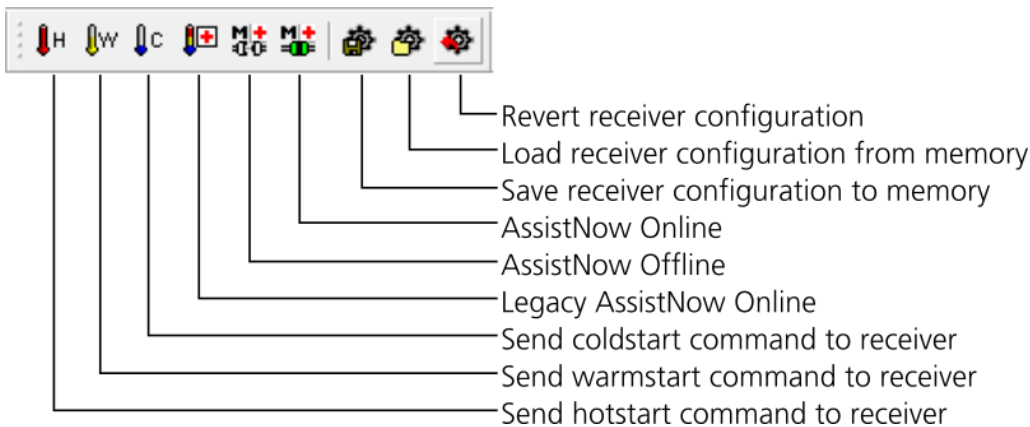 H W C M M
Revert receiver configuration
Load receiver configuration from memory
Save receiver configuration to memory
AssistNow Online
AssistNow Offline
Legacy AssistNow Online
Send coldstart command to receiver
Send warmstart command to receiver
Send hotstart command to receiver